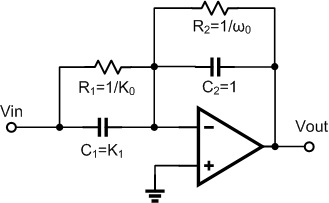 R₂=1/ω₀
R₁=1/K₀
C₂=1
Vin
C₁=K₁
−
+
Vout